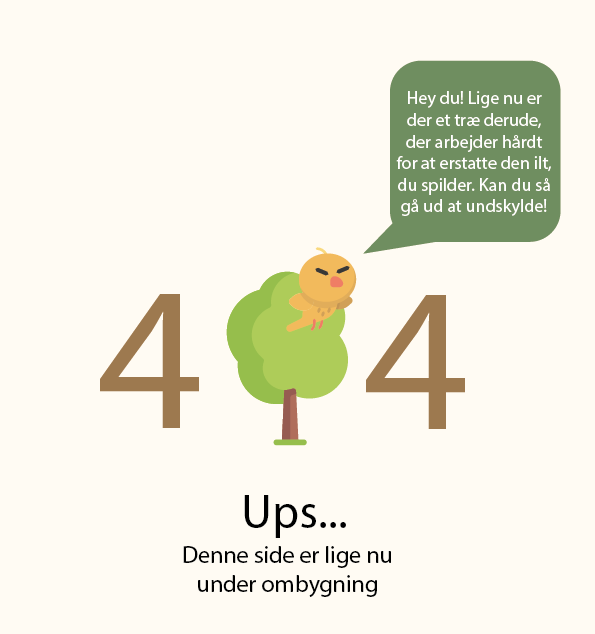 Hey du! Lige nu er
der et træ derude,
der arbejder hårdt
for at erstatte den ilt,
du spilder. Kan du så
gå ud at undskylde!
4 4
Ups...
Denne side er lige nu
under ombygning